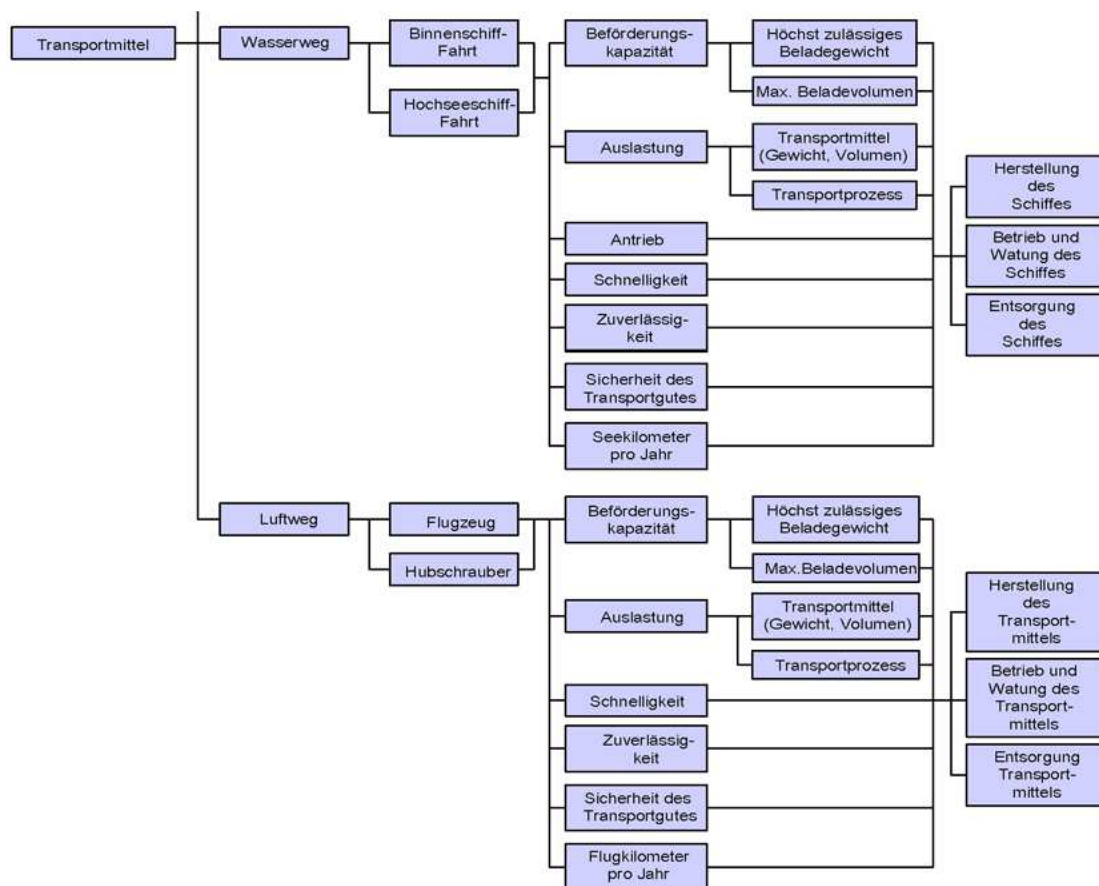 Transportmittel
Wasserweg
Binnenschiff-
Fahrt
Hochseeschiff-
Fahrt
Beförderungs-
kapazität
Höchst zulässiges
Beladegewicht
Max. Beladevolumen
Auslastung
Transportmittel
(Gewicht, Volumen)
Transportprozess
Antrieb
Schnelligkeit
Zuverlässig-
keit
Sicherheit des
Transportgutes
Seekilometer
pro Jahr
Herstellung
des
Schiffes
Betrieb und
Watung des
Schiffes
Entsorgung
des
Schiffes
Luftweg
Flugzeug
Hubschrauber
Beförderungs-
kapazität
Höchst zulässiges
Beladegewicht
Max.Beladevolumen
Auslastung
Transportmittel
(Gewicht, Volumen)
Transportprozess
Schnelligkeit
Zuverlässig-
keit
Sicherheit des
Transportgutes
Flugkilometer
pro Jahr
Herstellung
des
Transport-
mittels
Betrieb und
Watung des
Transport-
mittels
Entsorgung
Transport-
mittels